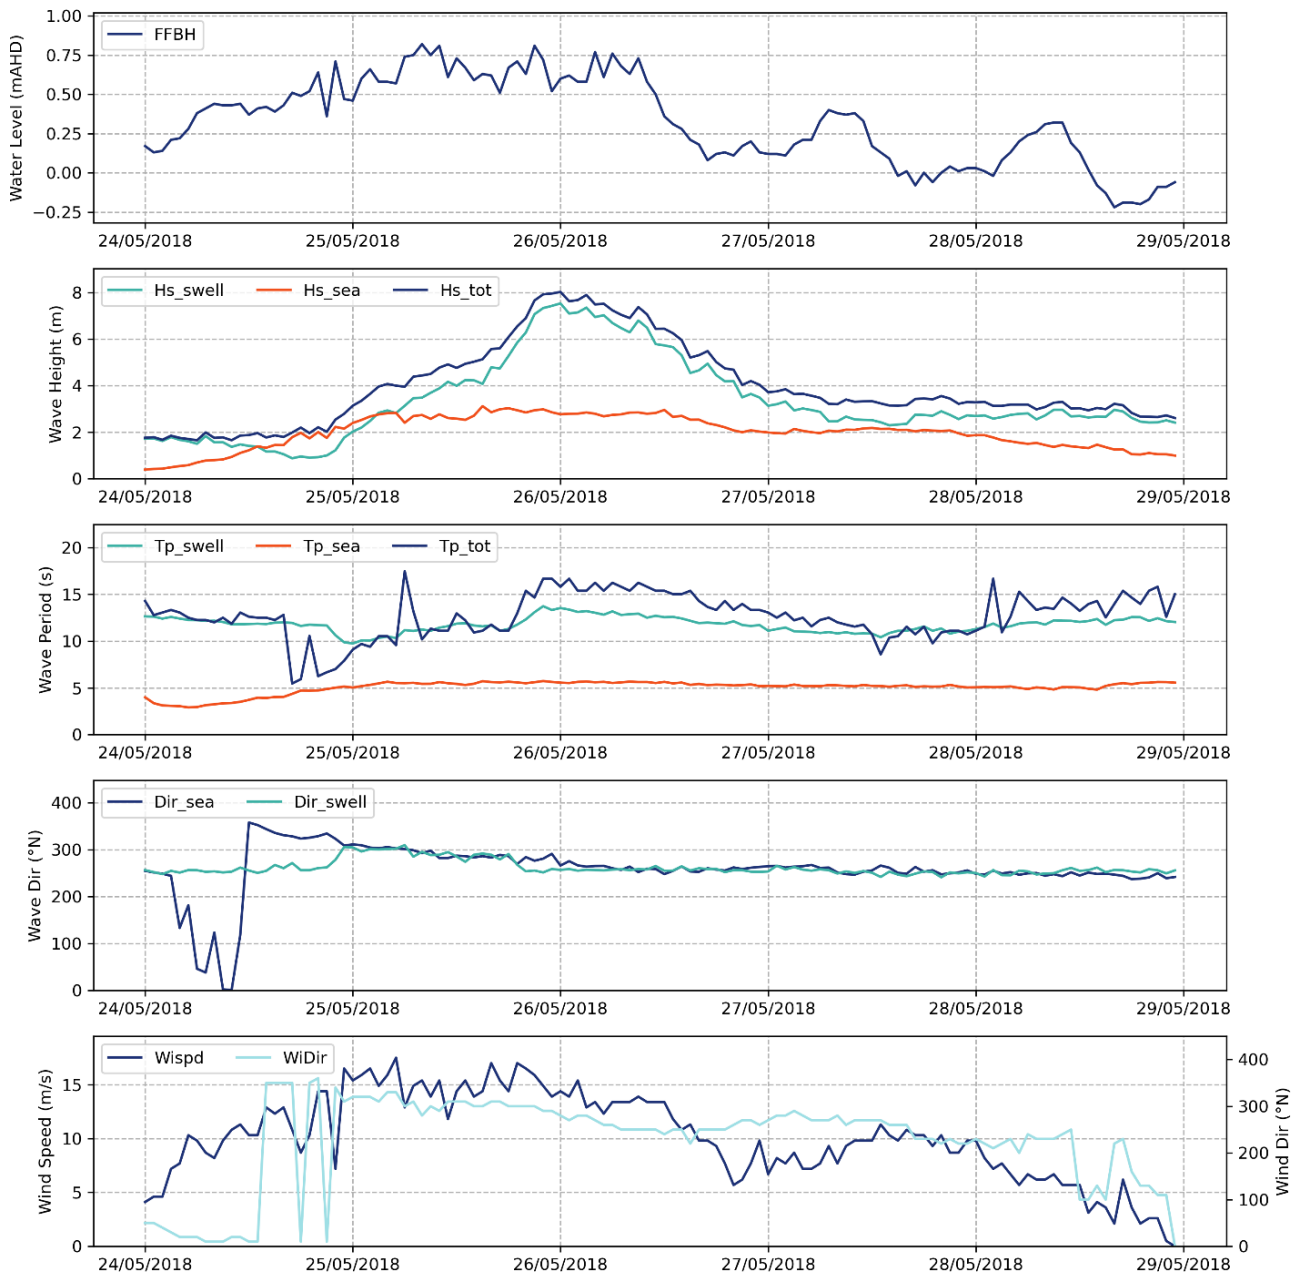 Water Level (mAHD)
1.00
0.75
0.50
0.25
0.00
−0.25
FFBH
24/05/2018 25/05/2018 26/05/2018 27/05/2018 28/05/2018 29/05/2018
Wave Height (m)
8
6
4
2
0
Hs_swell Hs_sea Hs_tot
24/05/2018 25/05/2018 26/05/2018 27/05/2018 28/05/2018 29/05/2018
Wave Period (s)
20
15
10
5
0
Tp_swell Tp_sea Tp_tot
24/05/2018 25/05/2018 26/05/2018 27/05/2018 28/05/2018 29/05/2018
Wave Dir (°N)
400
300
200
100
0
Dir_sea Dir_swell
24/05/2018 25/05/2018 26/05/2018 27/05/2018 28/05/2018 29/05/2018
Wind Speed (m/s)
15
10
5
0
Wispd WiDir
400
300
200
100
0
Wind Dir (°N)
24/05/2018 25/05/2018 26/05/2018 27/05/2018 28/05/2018 29/05/2018